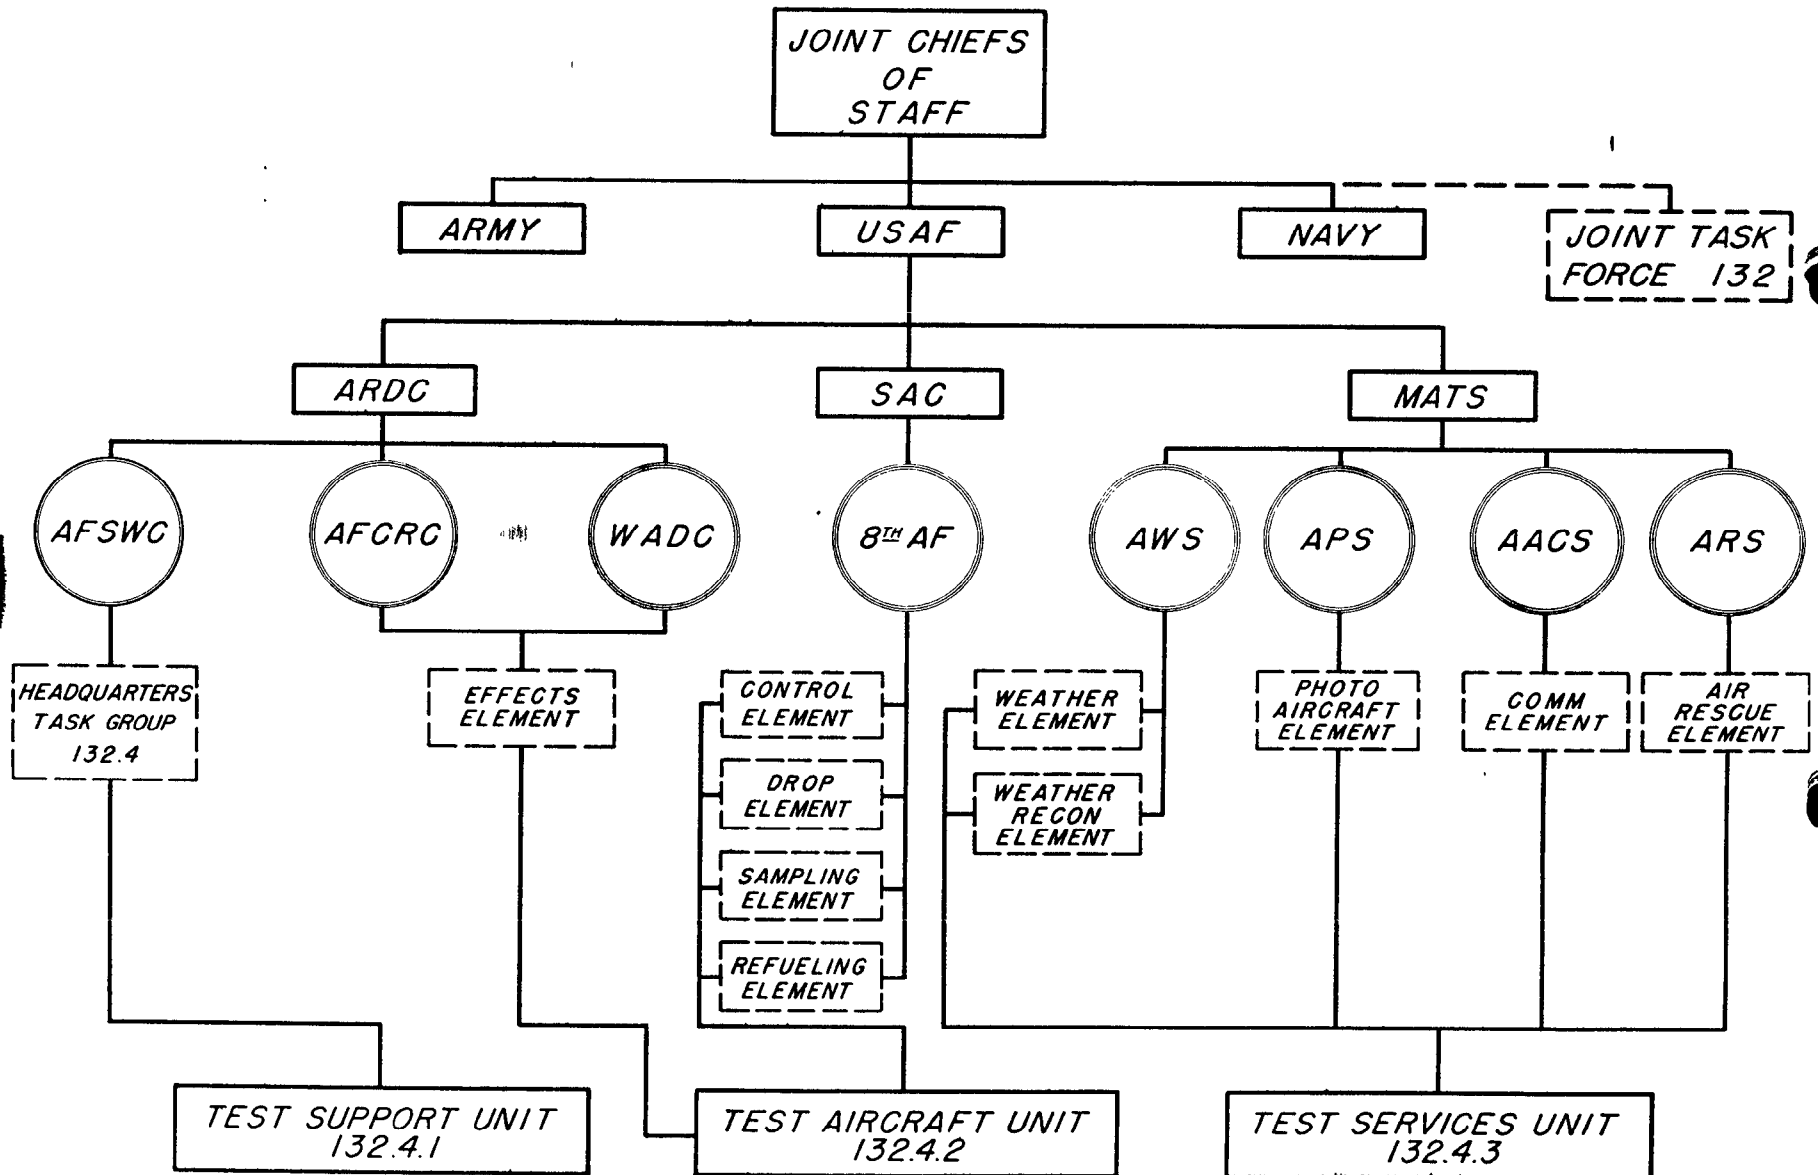 JOINT CHIEFS
OF
STAFF
ARMY
USAF
NAVY
JOINT TASK
FORCE 132
ARDC
SAC
MATS
AFSWC
AFCRC
WADC
8TH AF
AWS
APS
AACS
ARS
HEADQUARTERS
TASK GROUP
132.4
EFFECTS
ELEMENT
CONTROL
ELEMENT
DROP
ELEMENT
SAMPLING
ELEMENT
REFUELING
ELEMENT
WEATHER
ELEMENT
WEATHER
RECON
ELEMENT
PHOTO
AIRCRAFT
ELEMENT
COMM
ELEMENT
AIR
RESCUE
ELEMENT
TEST SUPPORT UNIT
132.4.1
TEST AIRCRAFT UNIT
132.4.2
TEST SERVICES UNIT
132.4.3